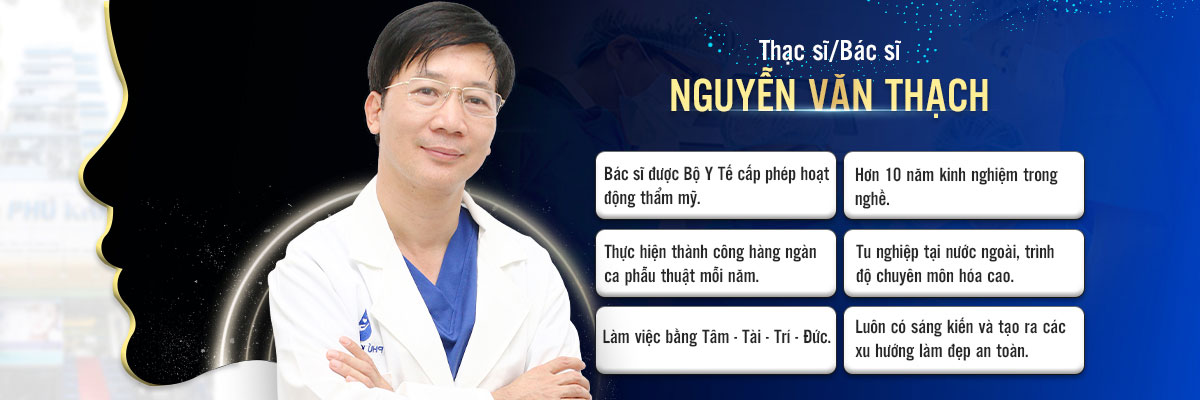 Thạc sĩ/Bác sĩ
NGUYỄN VĂN THẠCH
Bác sĩ được Bộ Y Tế cấp phép hoạt
động thẩm mỹ.
Hơn 10 năm kinh nghiệm trong
nghề.
Thực hiện thành công hàng ngàn
ca phẫu thuật mỗi năm.
Tu nghiệp tại nước ngoài, trình
độ chuyên môn hóa cao.
Làm việc bằng Tâm - Tài - Trí - Đức.
Luôn có sáng kiến và tạo ra các
xu hướng làm đẹp an toàn.
PHÚ